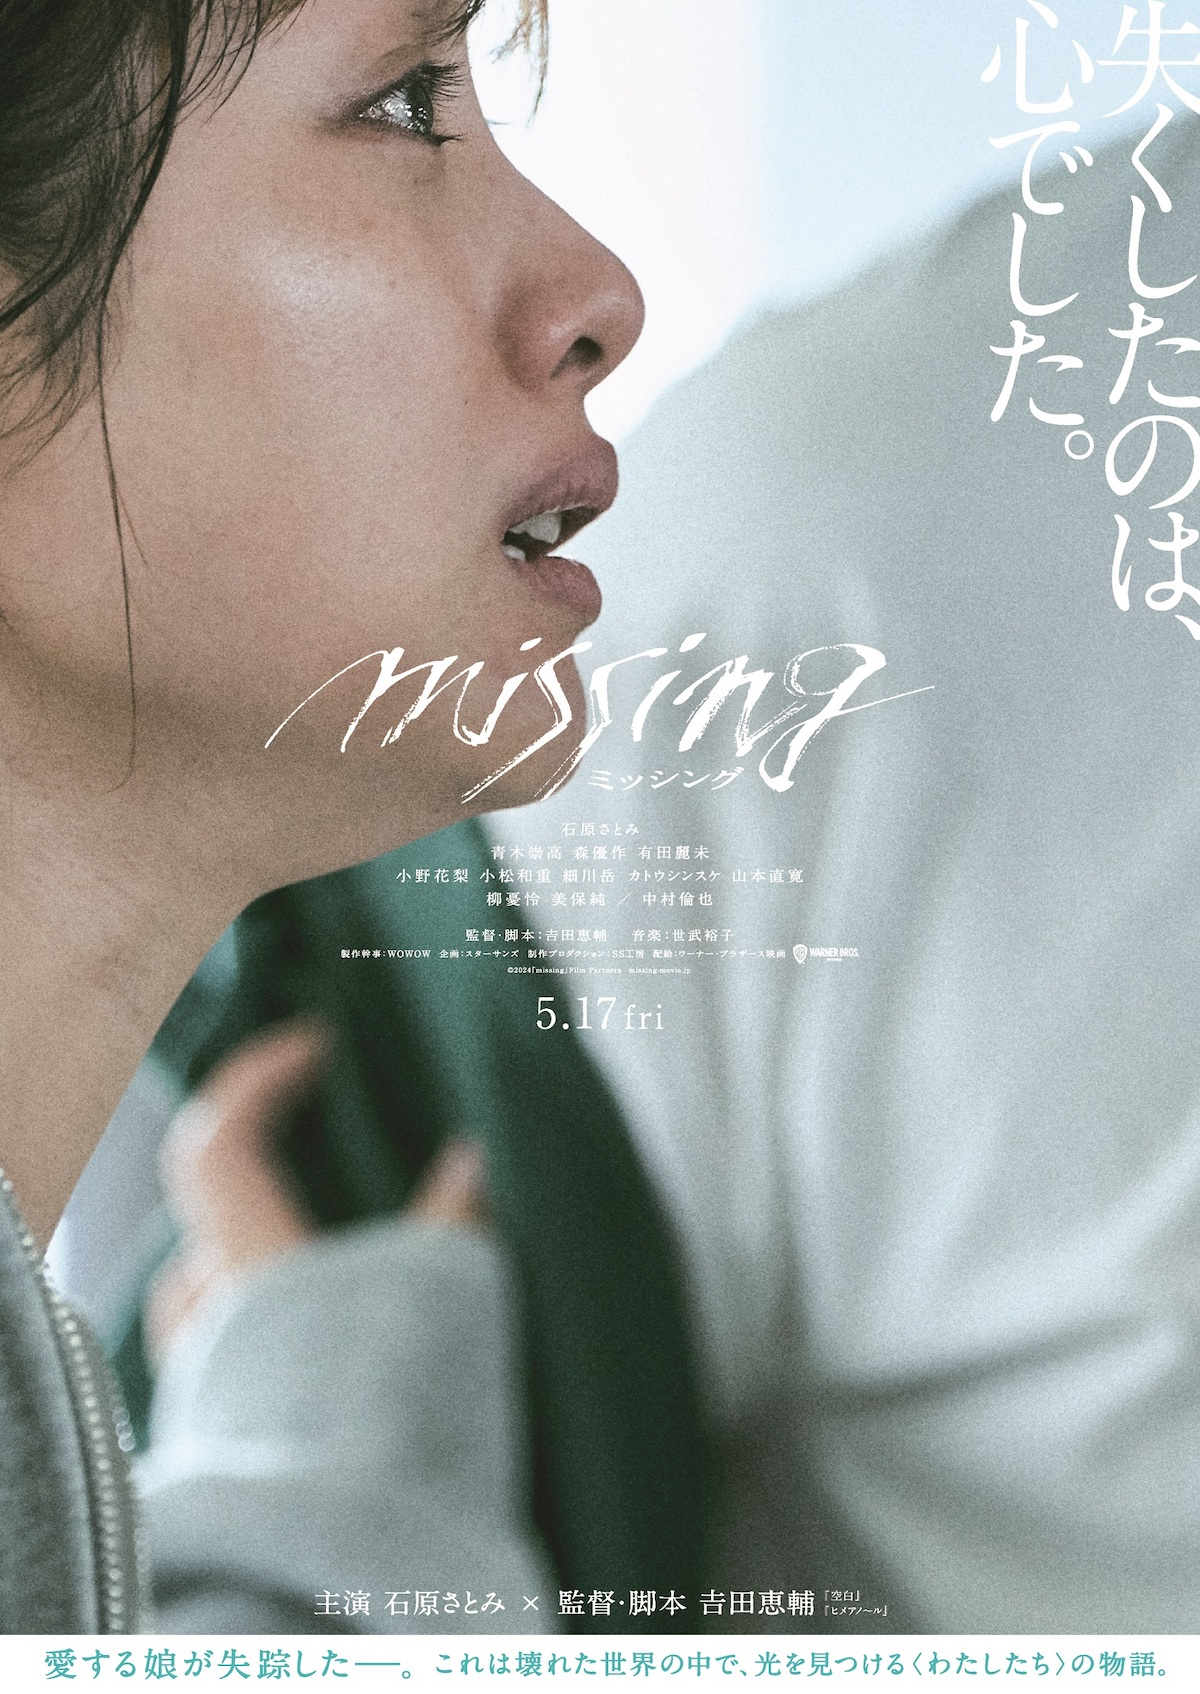 失くしたのは、
心でした。
missing
ミッシング
石原さとみ
青木崇高 森優作 有田麗未
小野花梨 小松和重 細川岳 カトウシンスケ 山本直寛
柳憂怜 美保純 ／ 中村倫也
監督・脚本：𠮷田恵輔 音楽：世武裕子
製作幹事：WOWOW 企画：スターサンズ 制作プロダクション：SS工房 配給：ワーナー・ブラザース映画 WB WARNER BROS.
©2024「missing」Film Partners missing-movie.jp
5.17 fri
主演 石原さとみ × 監督・脚本 𠮷田恵輔 『空白』
『ヒメアノ～ル』
愛する娘が失踪した──。これは壊れた世界の中で、光を見つける〈わたしたち〉の物語。